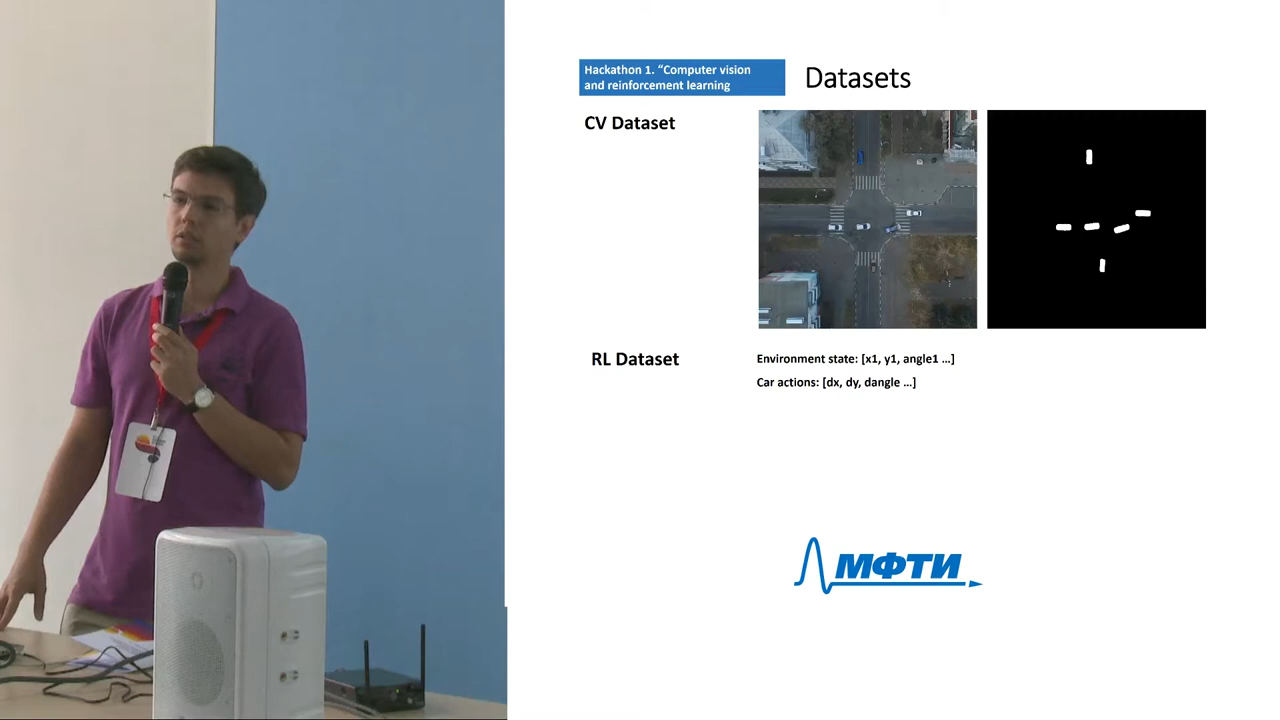 Hackathon 1. “Computer vision
and reinforcement learning
Datasets
CV Dataset
RL Dataset
Environment state: [x1, y1, angle1 …]
Car actions: [dx, dy, dangle …]
МФТИ